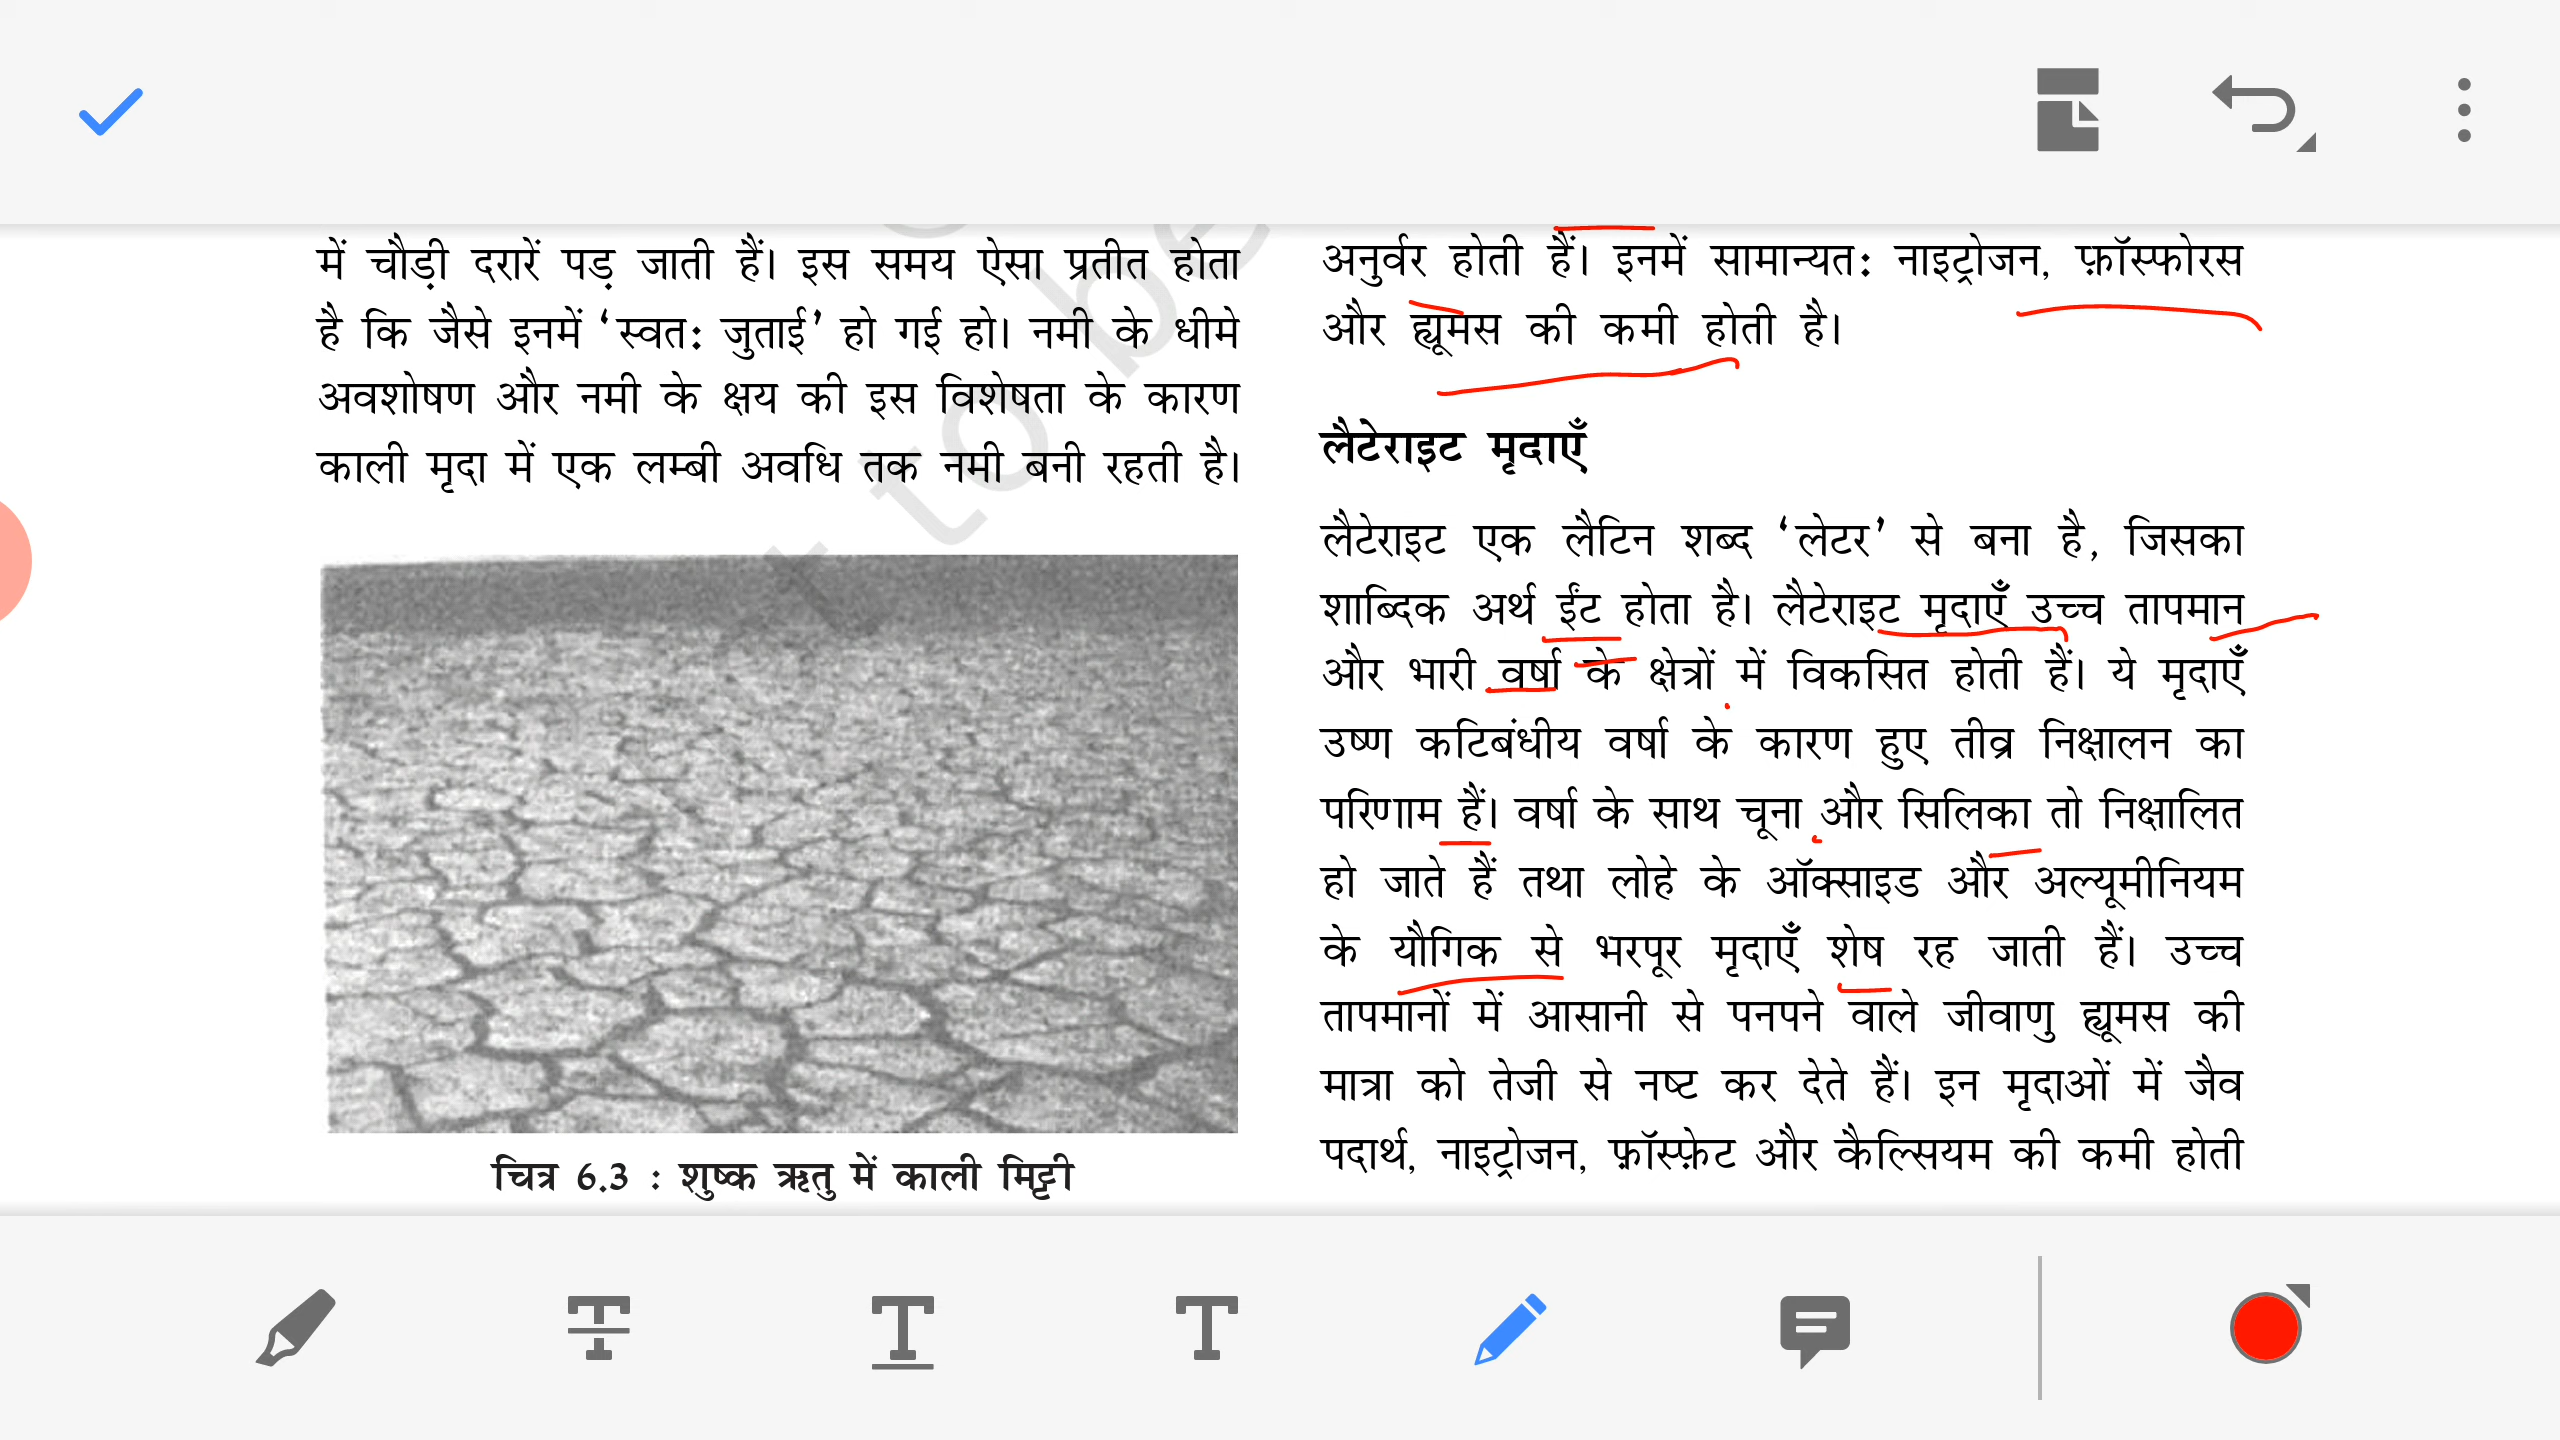 में चौड़ी दरारें पड़ जाती हैं। इस समय ऐसा प्रतीत होता
है कि जैसे इनमें ‘स्वतः जुताई’ हो गई हो। नमी के धीमे
अवशोषण और नमी के क्षय की इस विशेषता के कारण
काली मृदा में एक लम्बी अवधि तक नमी बनी रहती है।
चित्र 6.3 : शुष्क ऋतु में काली मिट्टी
अनुर्वर होती हैं। इनमें सामान्यतः नाइट्रोजन, फ़ॉस्फोरस
और ह्यूमस की कमी होती है।
लैटेराइट मृदाएँ
लैटेराइट एक लैटिन शब्द ‘लेटर’ से बना है, जिसका
शाब्दिक अर्थ ईंट होता है। लैटेराइट मृदाएँ उच्च तापमान
और भारी वर्षा के क्षेत्रों में विकसित होती हैं। ये मृदाएँ
उष्ण कटिबंधीय वर्षा के कारण हुए तीव्र निक्षालन का
परिणाम हैं। वर्षा के साथ चूना और सिलिका तो निक्षालित
हो जाते हैं तथा लोहे के ऑक्साइड और अल्यूमीनियम
के यौगिक से भरपूर मृदाएँ शेष रह जाती हैं। उच्च
तापमानों में आसानी से पनपने वाले जीवाणु ह्यूमस की
मात्रा को तेजी से नष्ट कर देते हैं। इन मृदाओं में जैव
पदार्थ, नाइट्रोजन, फ़ॉस्फ़ेट और कैल्सियम की कमी होती
to be